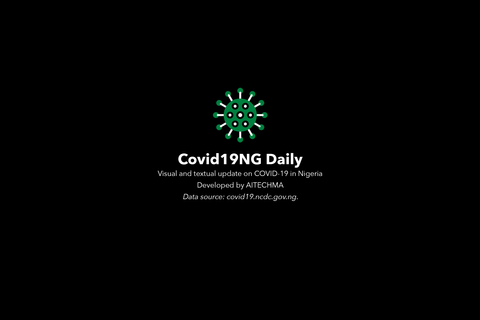 Covid19NG Daily
Visual and textual update on COVID-19 in Nigeria
Developed by AITECHMA
Data source: covid19.ncdc.gov.ng.